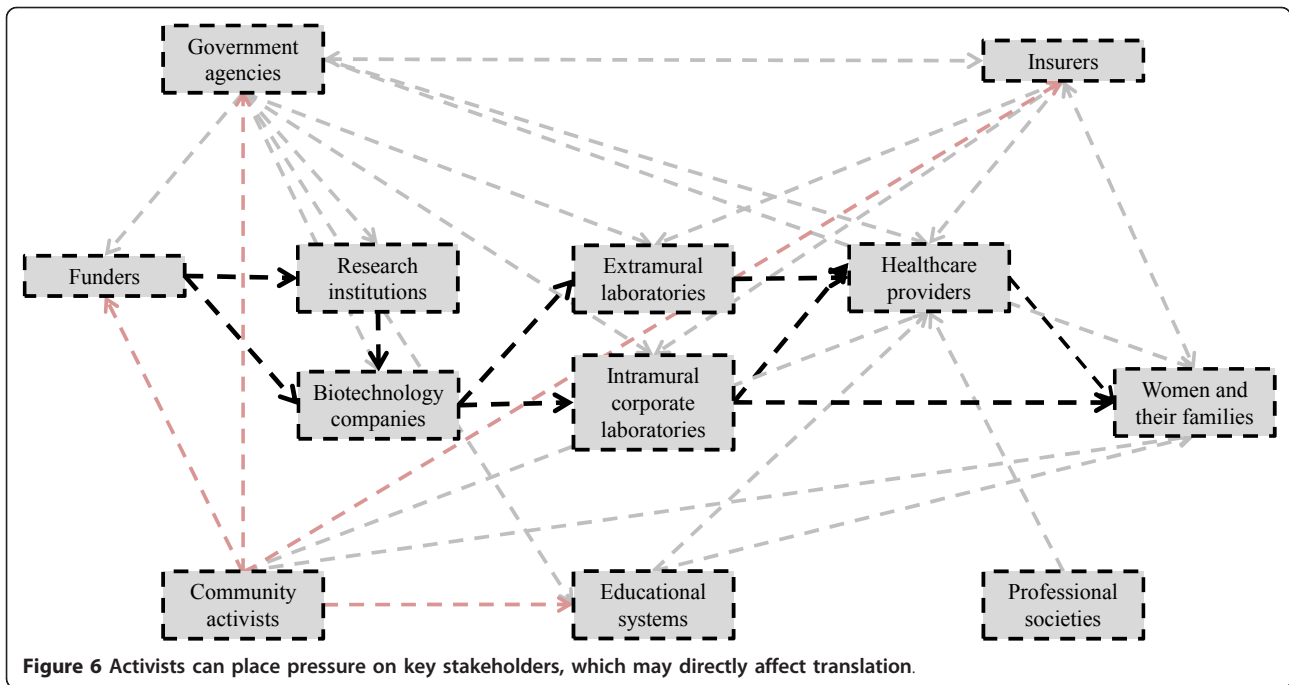 Government
agencies
Insurers
Funders
Research
institutions
Extramural
laboratories
Healthcare
providers
Biotechnology
companies
Intramural
corporate
laboratories
Women and
their families
Community
activists
Educational
systems
Professional
societies
Figure 6 Activists can place pressure on key stakeholders, which may directly affect translation.